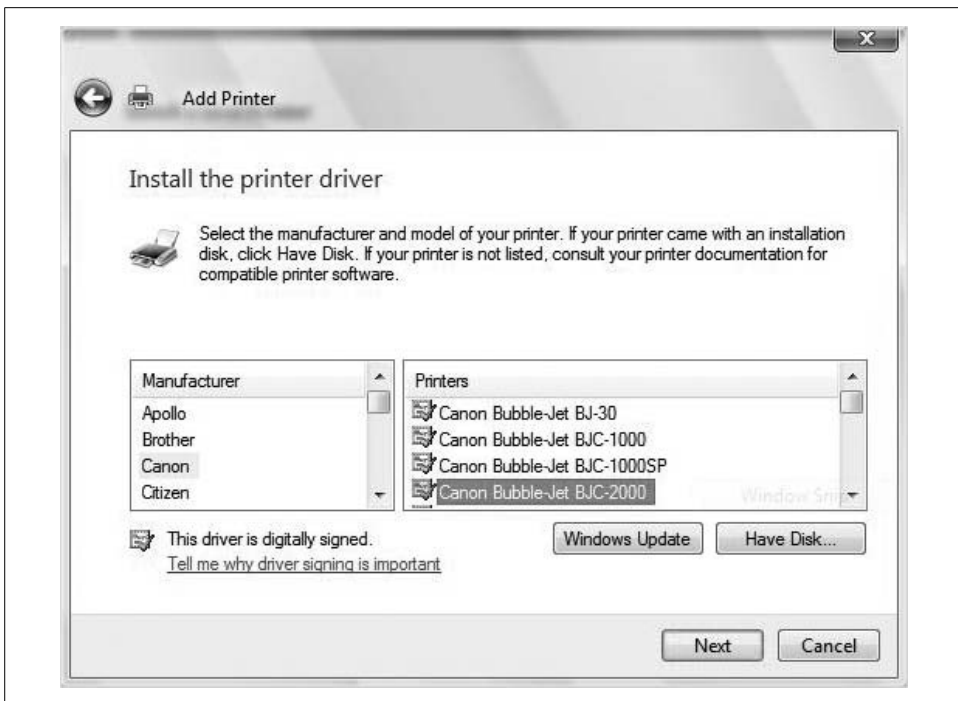 X
Add Printer
Install the printer driver
Select the manufacturer and model of your printer. If your printer came with an installation
disk, click Have Disk. If your printer is not listed, consult your printer documentation for
compatible printer software.
Manufacturer
Apollo
Brother
Canon
Citizen
Printers
Canon Bubble-Jet BJ-30
Canon Bubble-Jet BJC-1000
Canon Bubble-Jet BJC-1000SP
Canon Bubble-Jet BJC-2000
Window
This driver is digitally signed.
Tell me why driver signing is important
Windows Update
Have Disk...
Next
Cancel